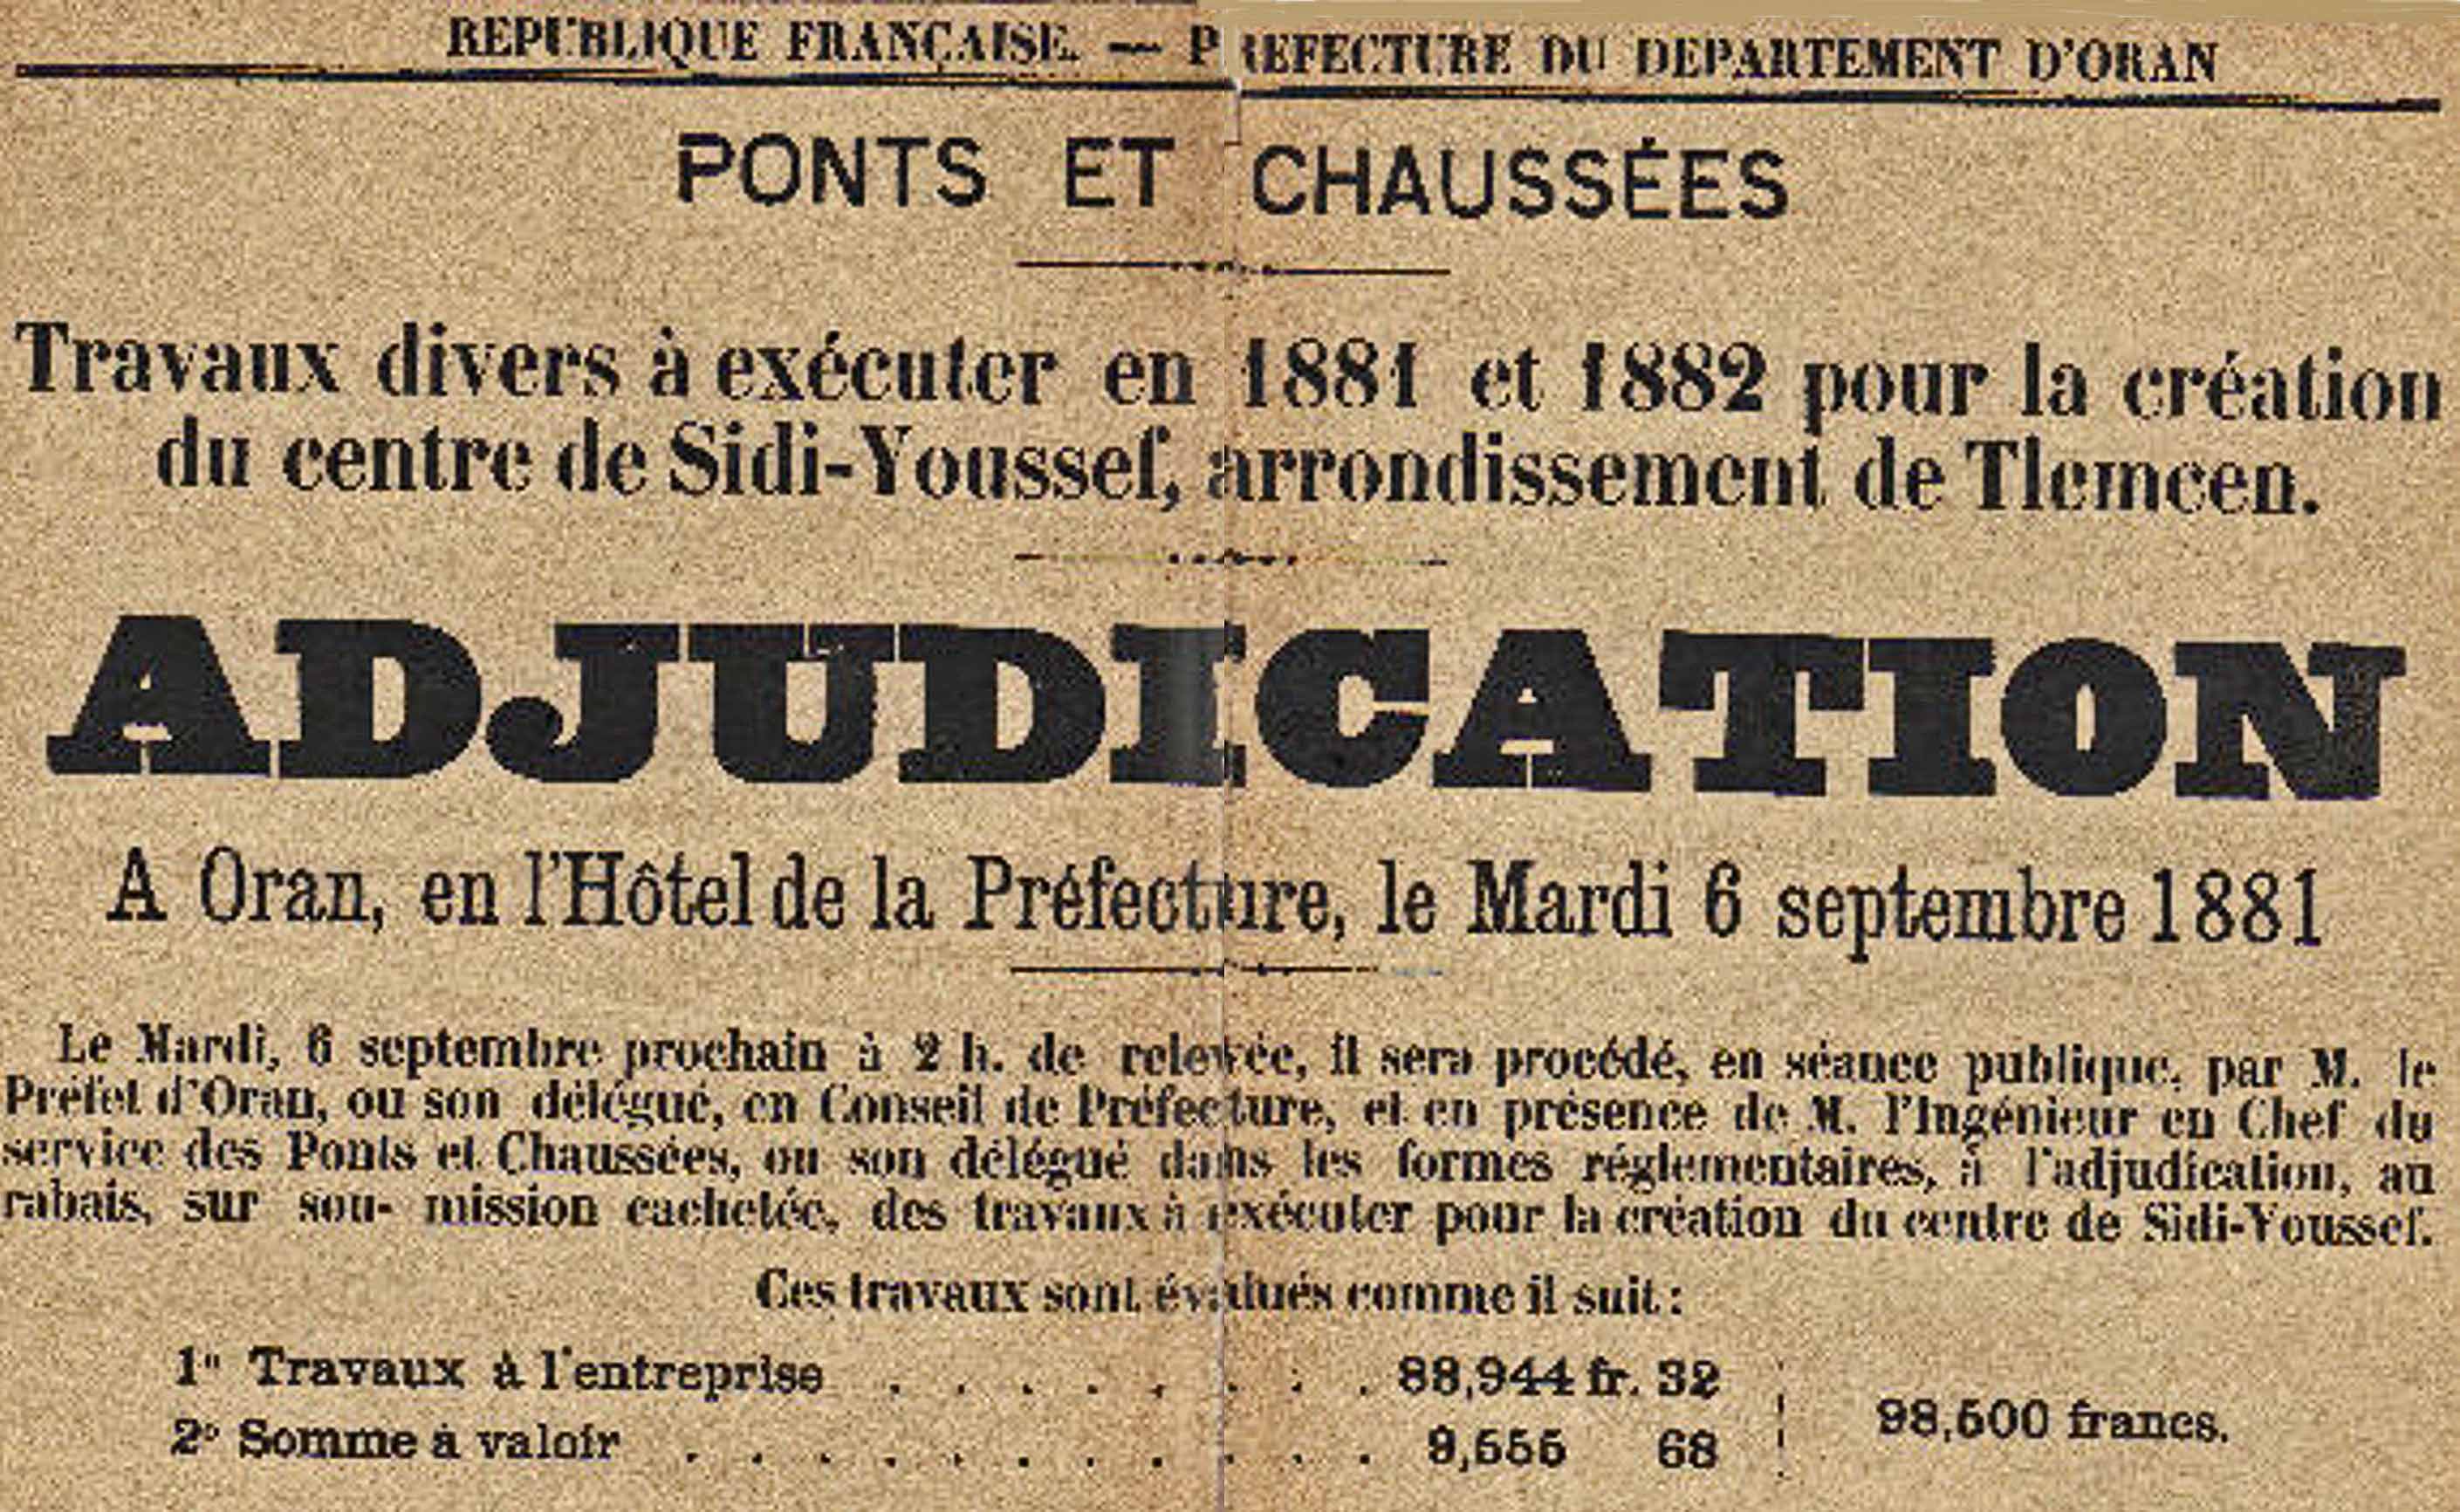 REPUBLIQUE FRANÇAISE. — PREFECTURE DU DEPARTEMENT D'ORAN
PONTS ET CHAUSSÉES
Travaux divers à exécuter en 1881 et 1882 pour la création
du centre de Sidi-Youssef, arrondissement de Tlemcen.
ADJUDICATION
A Oran, en l'Hôtel de la Préfecture, le Mardi 6 septembre 1881
Le Mardi, 6 septembre prochain à 2 h. de relevée, il sera procédé, en séance publique, par M. le
Préfet d'Oran, ou son délégué, en Conseil de Préfecture, et en présence de M. l'Ingénieur en Chef du
service des Ponts et Chaussées, ou son délégué dans les formes réglementaires, à l'adjudication, au
rabais, sur sou- mission cachetée, des travaux à exécuter pour la création du centre de Sidi-Youssef.
Ces travaux sont évalués comme il suit :
1º Travaux à l'entreprise . . . . . . . . 88,944 fr. 32
2º Somme à valoir . . . . . . . . . . . 9,555 68
98,500 francs.